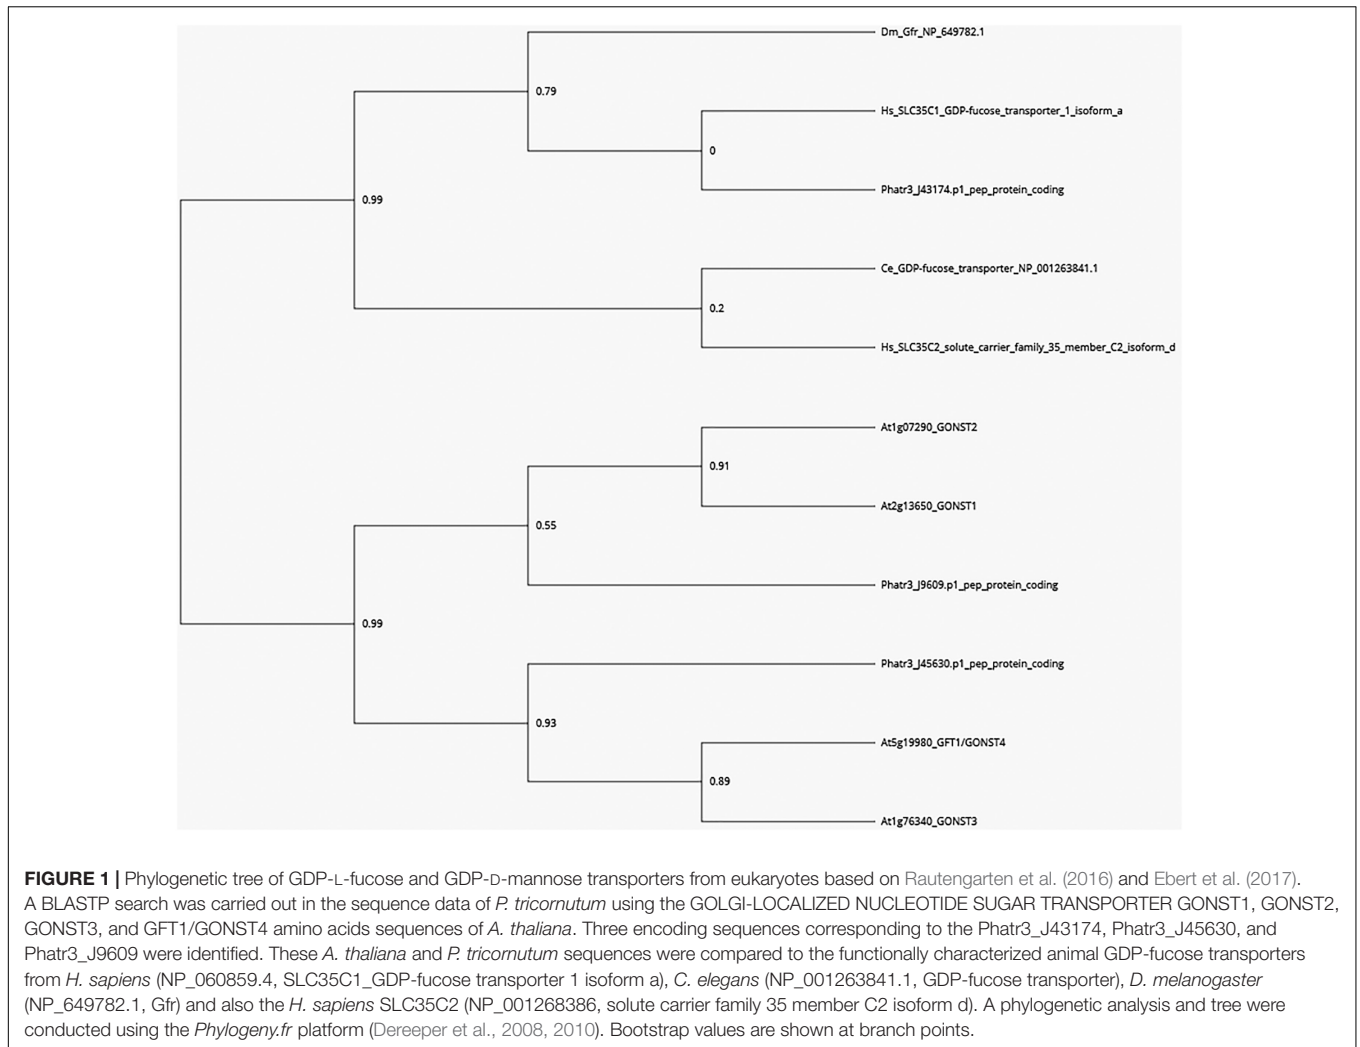 Dm_Gfr_NP_649782.1
0.79
Hs_SLC35C1_GDP-fucose_transporter_1_isoform_a
0
Phatr3_J43174.p1_pep_protein_coding
0.99
Ce_GDP-fucose_transporter_NP_001263841.1
0.2
Hs_SLC35C2_solute_carrier_family_35_member_C2_isoform_d
At1g07290_GONST2
0.91
At2g13650_GONST1
0.55
Phatr3_J9609.p1_pep_protein_coding
0.99
Phatr3_J45630.p1_pep_protein_coding
0.93
At5g19980_GFT1/GONST4
0.89
At1g76340_GONST3
FIGURE 1 | Phylogenetic tree of GDP-L-fucose and GDP-D-mannose transporters from eukaryotes based on Rautengarten et al. (2016) and Ebert et al. (2017).
A BLASTP search was carried out in the sequence data of P. tricornutum using the GOLGI-LOCALIZED NUCLEOTIDE SUGAR TRANSPORTER GONST1, GONST2,
GONST3, and GFT1/GONST4 amino acids sequences of A. thaliana. Three encoding sequences corresponding to the Phatr3_J43174, Phatr3_J45630, and
Phatr3_J9609 were identified. These A. thaliana and P. tricornutum sequences were compared to the functionally characterized animal GDP-fucose transporters
from H. sapiens (NP_060859.4, SLC35C1_GDP-fucose transporter 1 isoform a), C. elegans (NP_001263841.1, GDP-fucose transporter), D. melanogaster
(NP_649782.1, Gfr) and also the H. sapiens SLC35C2 (NP_001268386, solute carrier family 35 member C2 isoform d). A phylogenetic analysis and tree were
conducted using the Phylogeny.fr platform (Dereeper et al., 2008, 2010). Bootstrap values are shown at branch points.